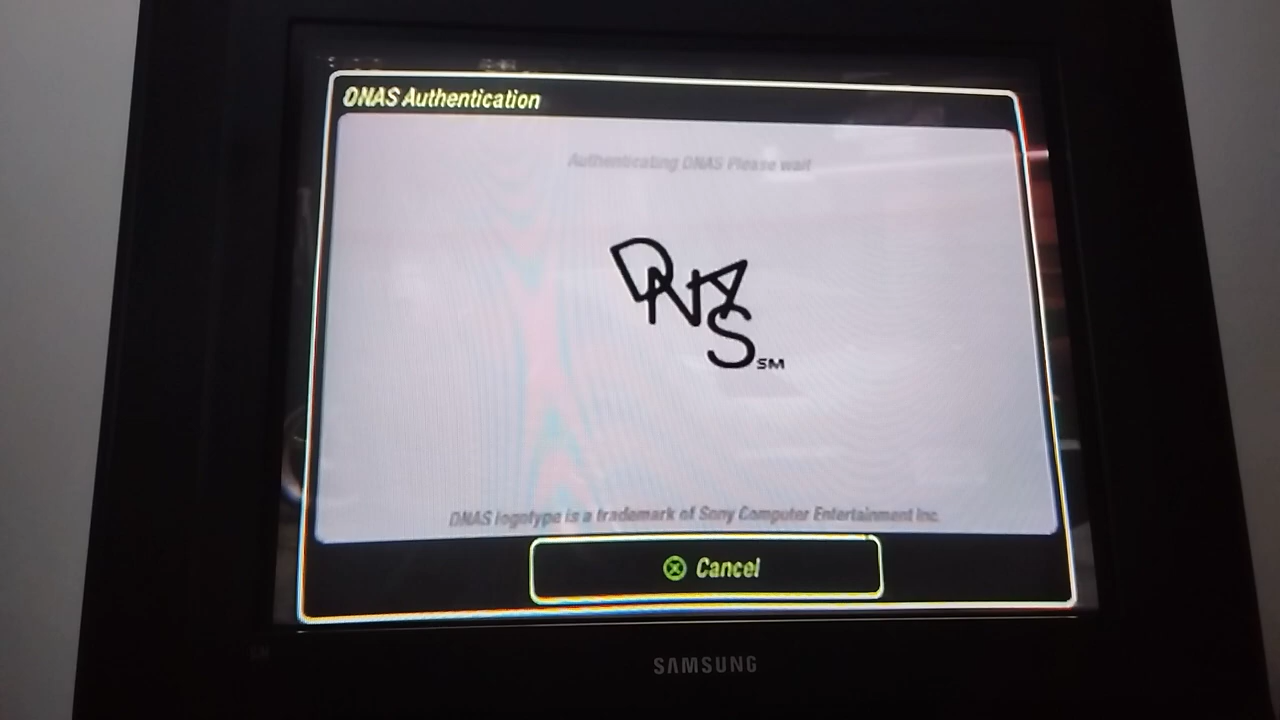 DNAS Authentication
Authenticating DNAS Please wait
DNAS
SM
DNAS logotype is a trademark of Sony Computer Entertainment Inc.
Cancel
SAMSUNG